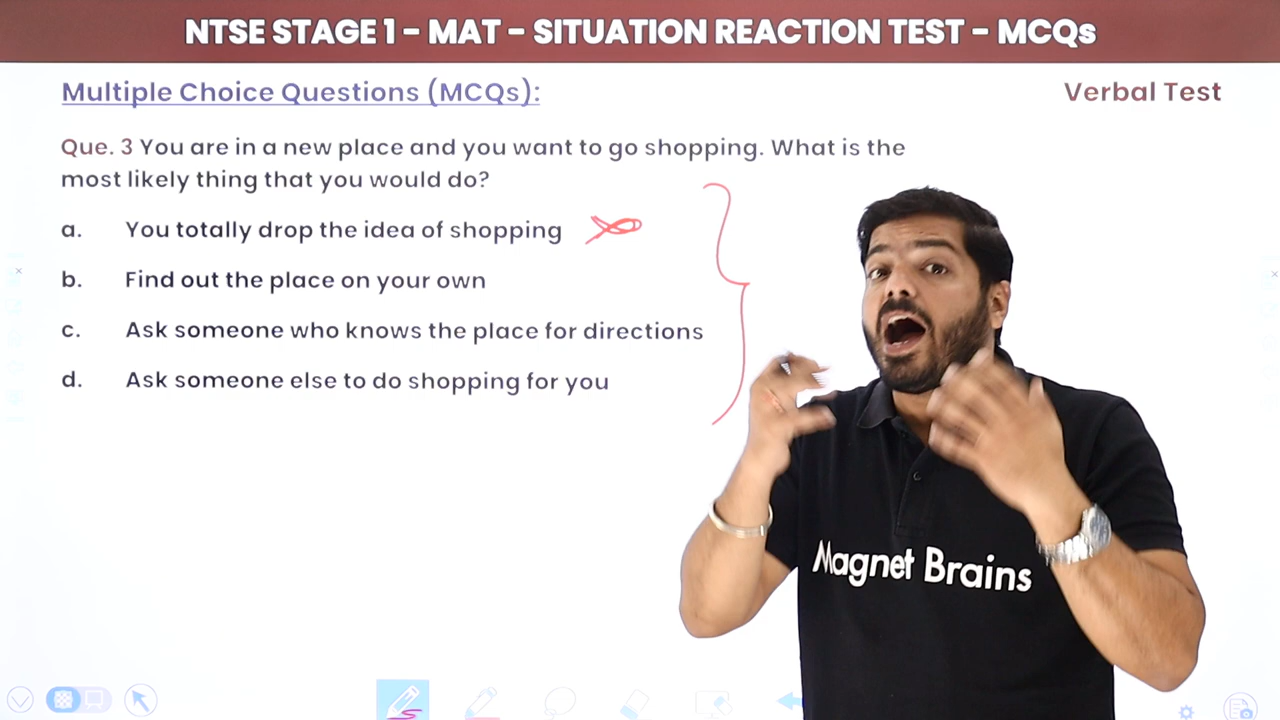 NTSE STAGE 1 – MAT – SITUATION REACTION TEST – MCQs
Multiple Choice Questions (MCQs):
Verbal Test
Que. 3 You are in a new place and you want to go shopping. What is the
most likely thing that you would do?
a. You totally drop the idea of shopping
b. Find out the place on your own
c. Ask someone who knows the place for directions
d. Ask someone else to do shopping for you
Magnet Brains